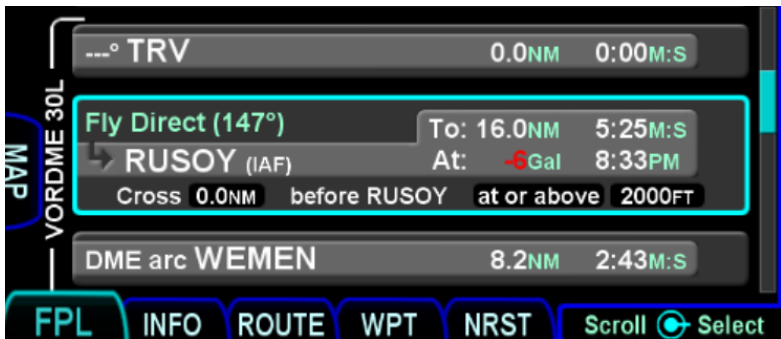 ---° TRV 0.0NM 0:00M:S
VORDME 30L
MAP
Fly Direct (147°) To: 16.0NM 5:25M:S
RUSOY (IAF) At: -6Gal 8:33PM
Cross 0.0NM before RUSOY at or above 2000FT
DME arc WEMEN 8.2NM 2:43M:S
FPL INFO ROUTE WPT NRST Scroll Select